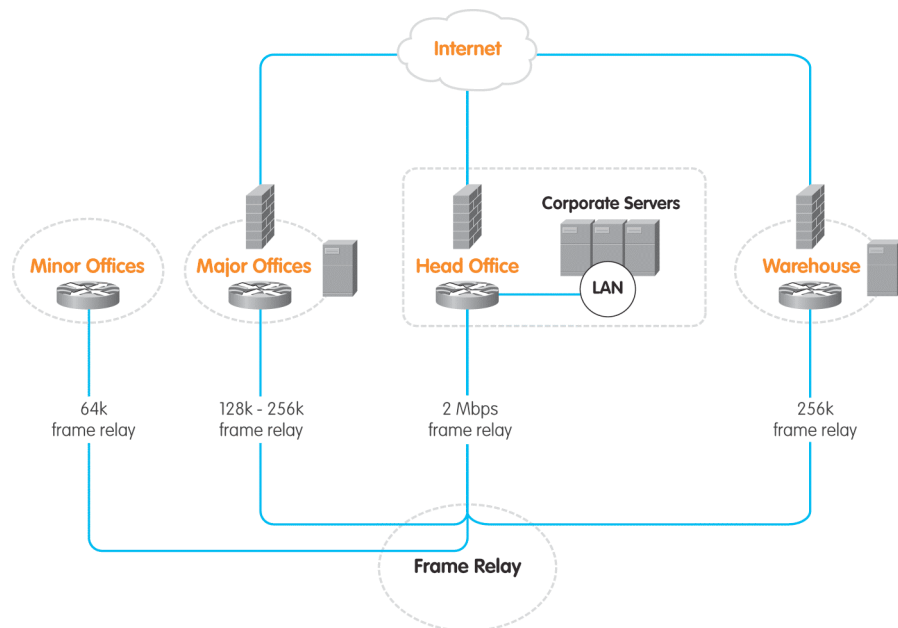 Internet
Corporate Servers
Minor Offices
Major Offices
Head Office
Warehouse
LAN
64k
frame relay
128k - 256k
frame relay
2 Mbps
frame relay
256k
frame relay
Frame Relay